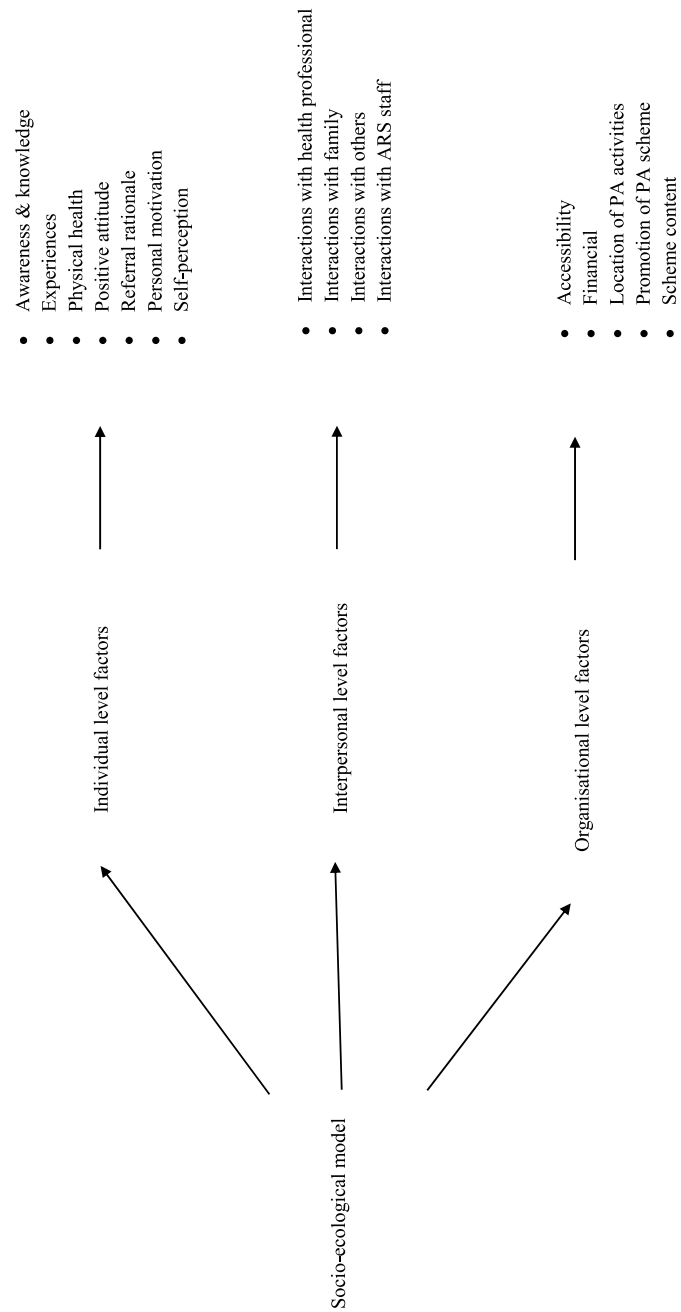 Socio-ecological model
Individual level factors
• Awareness & knowledge
• Experiences
• Physical health
• Positive attitude
• Referral rationale
• Personal motivation
• Self-perception
Interpersonal level factors
• Interactions with health professional
• Interactions with family
• Interactions with others
• Interactions with ARS staff
Organisational level factors
• Accessibility
• Financial
• Location of PA activities
• Promotion of PA scheme
• Scheme content